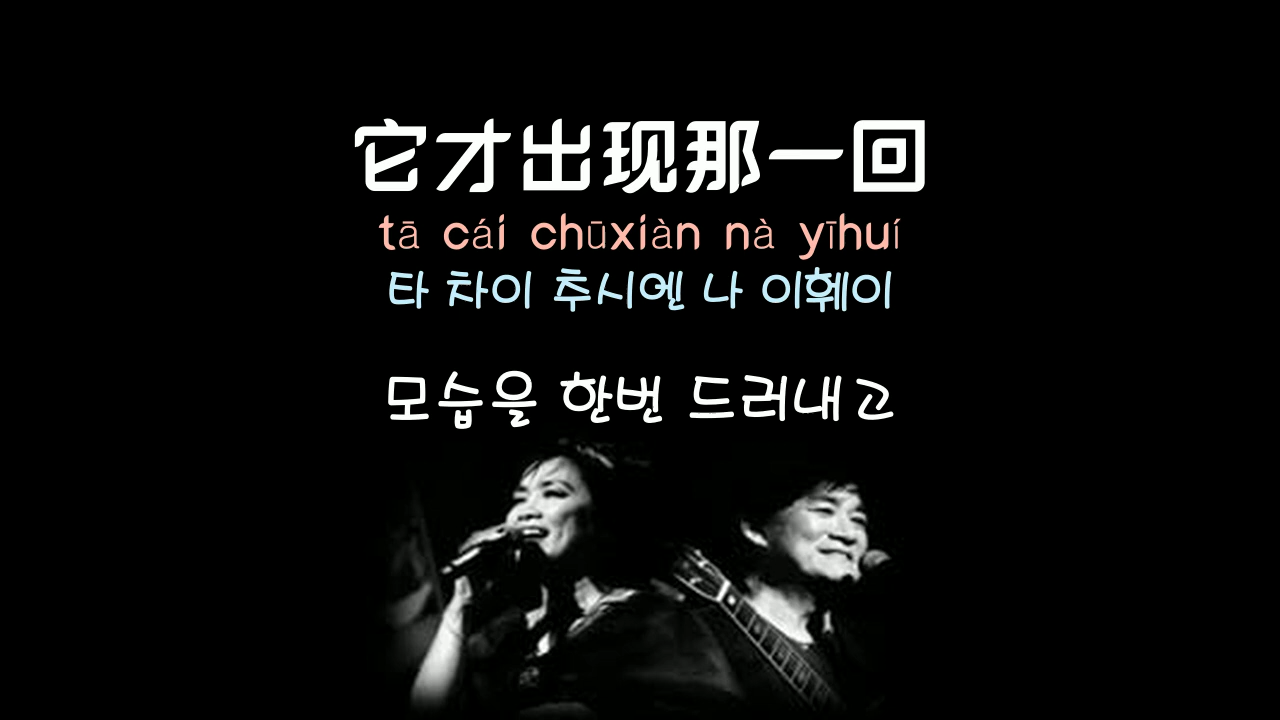 它才出现那一回
tā cái chūxiàn nà yīhuí
타 차이 추시엔 나 이훼이
모습을 한번 드러내고